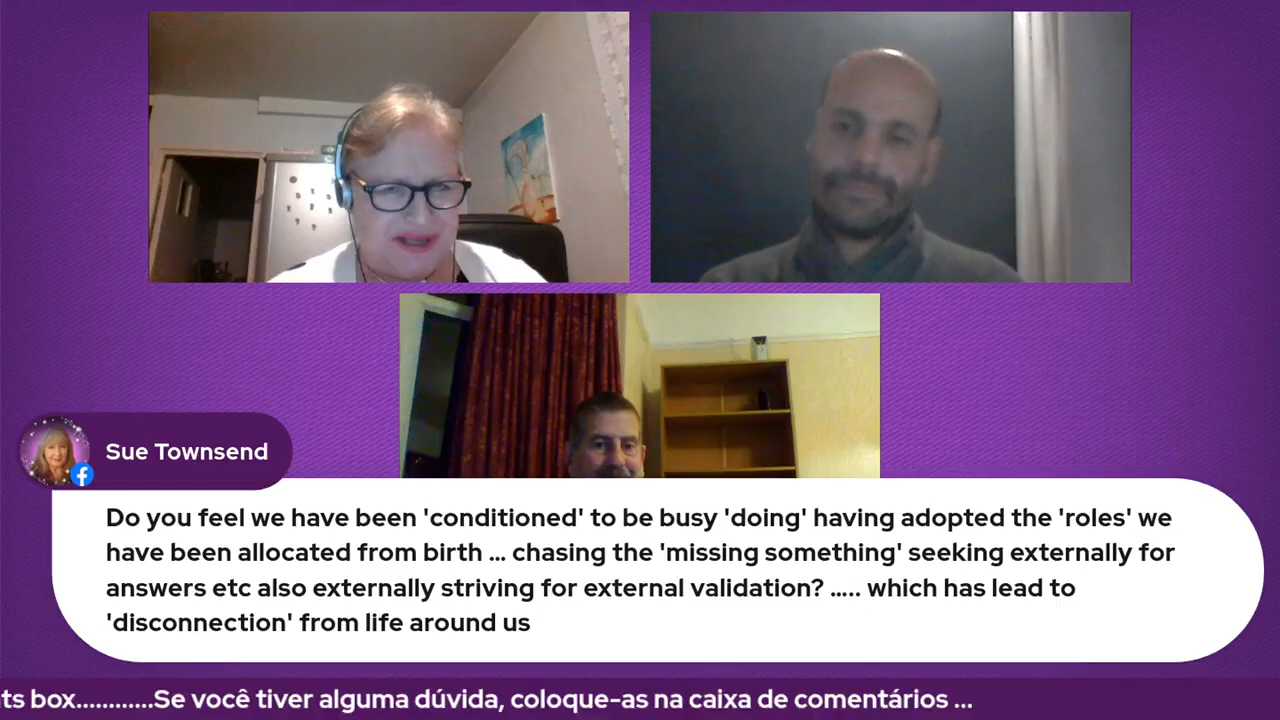 Sue Townsend
Do you feel we have been 'conditioned' to be busy 'doing' having adopted the 'roles' we
have been allocated from birth ... chasing the 'missing something' seeking externally for
answers etc also externally striving for external validation? ..... which has lead to
'disconnection' from life around us
ts box............Se você tiver alguma dúvida, coloque-as na caixa de comentários ...